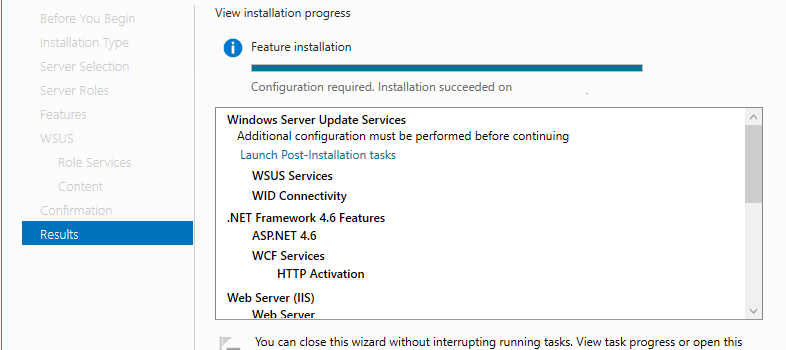 Before You Begin
Installation Type
Server Selection
Server Roles
Features
WSUS
Role Services
Content
Confirmation
Results
View installation progress
Feature installation
Configuration required. Installation succeeded on .
Windows Server Update Services
Additional configuration must be performed before continuing
Launch Post-Installation tasks
WSUS Services
WID Connectivity
.NET Framework 4.6 Features
ASP.NET 4.6
WCF Services
HTTP Activation
Web Server (IIS)
Web Server
You can close this wizard without interrupting running tasks. View task progress or open this